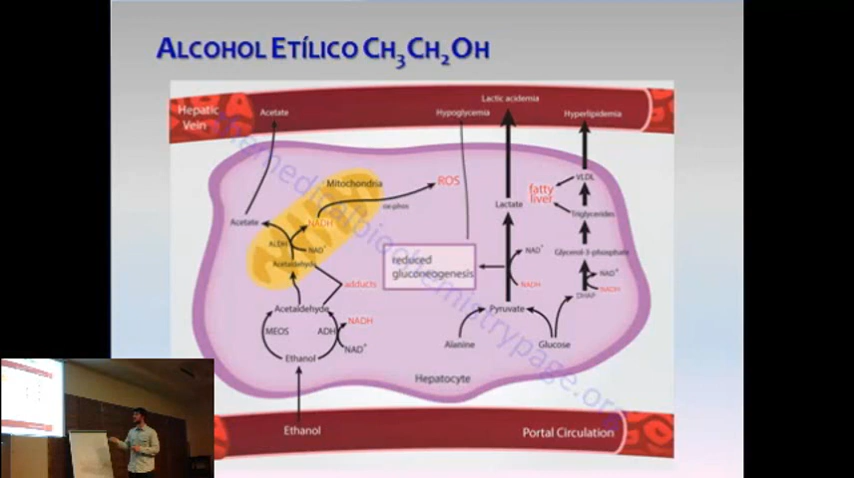 ALCOHOL ETÍLICO CH3CH2OH
Hepatic
Vein
Acetate
Hypoglycemia
Lactic acidemia
Hyperlipidemia
Mitochondria
ROS
ox-phos
fatty
liver
VLDL
Acetate
NADH
Lactate
Triglycerides
ALDH
NAD+
Acetaldehyde
reduced
gluconeogenesis
NAD+
Glycerol-3-phosphate
NAD+
adducts
NADH
NADH
DHAP
Acetaldehyde
Pyruvate
NADH
MEOS
ADH
NAD+
Alanine
Glucose
Ethanol
Hepatocyte
Ethanol
Portal Circulation
themedicalbiochemistrypage.org